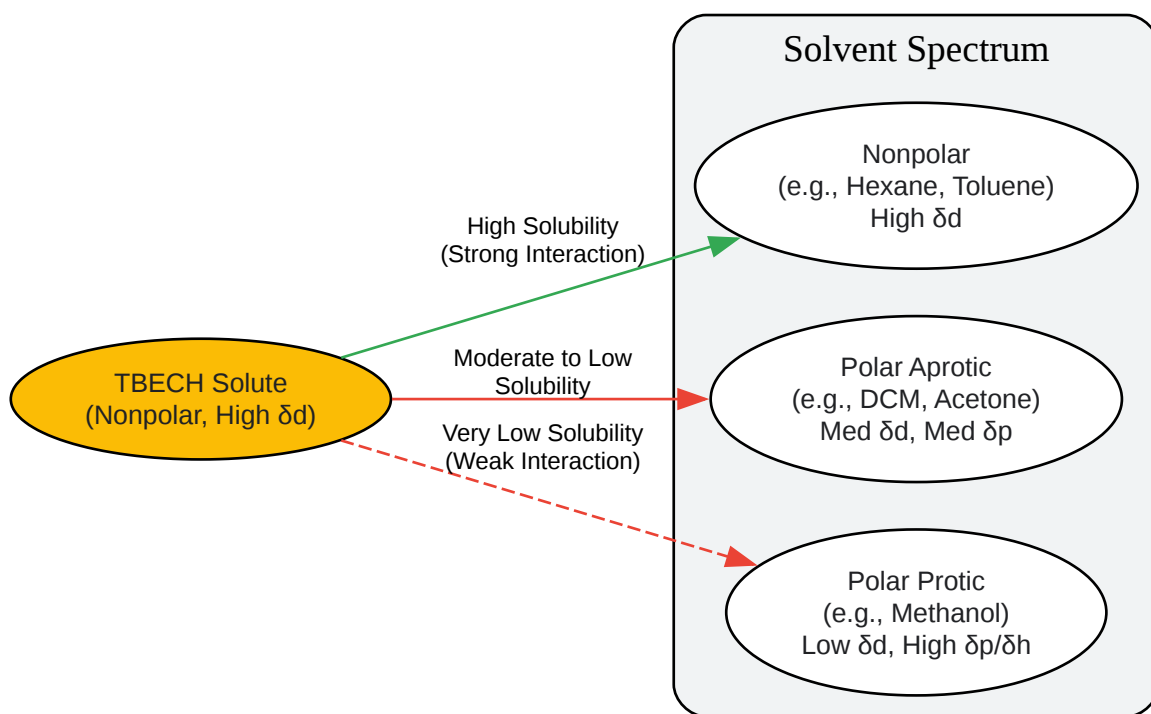 Solvent Spectrum
Nonpolar
(e.g., Hexane, Toluene)
High δd
High Solubility
(Strong Interaction)
TBECH Solute
(Nonpolar, High δd)
Moderate to Low
Solubility
Polar Aprotic
(e.g., DCM, Acetone)
Med δd, Med δp
Very Low Solubility
(Weak Interaction)
Polar Protic
(e.g., Methanol)
Low δd, High δp/δh